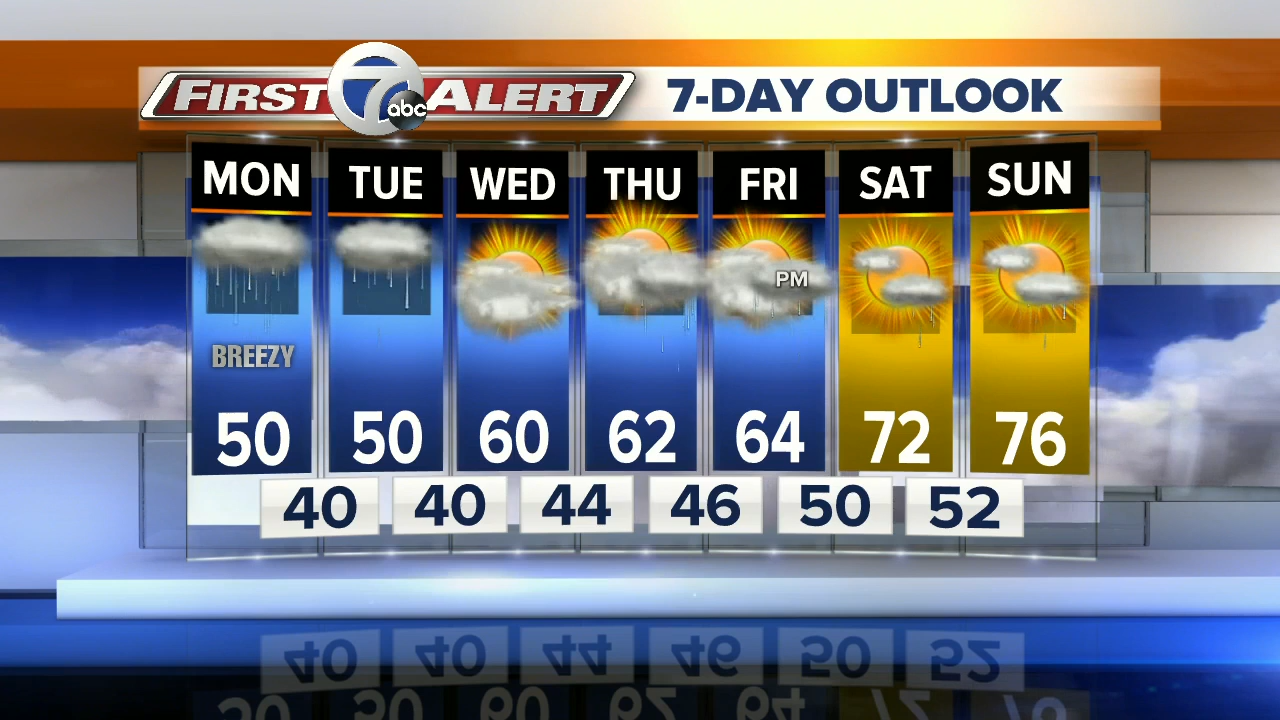 FIRST 7 abc ALERT 7-DAY OUTLOOK
MON TUE WED THU FRI SAT SUN
PM
BREEZY
50 50 60 62 64 72 76
40 40 44 46 50 52